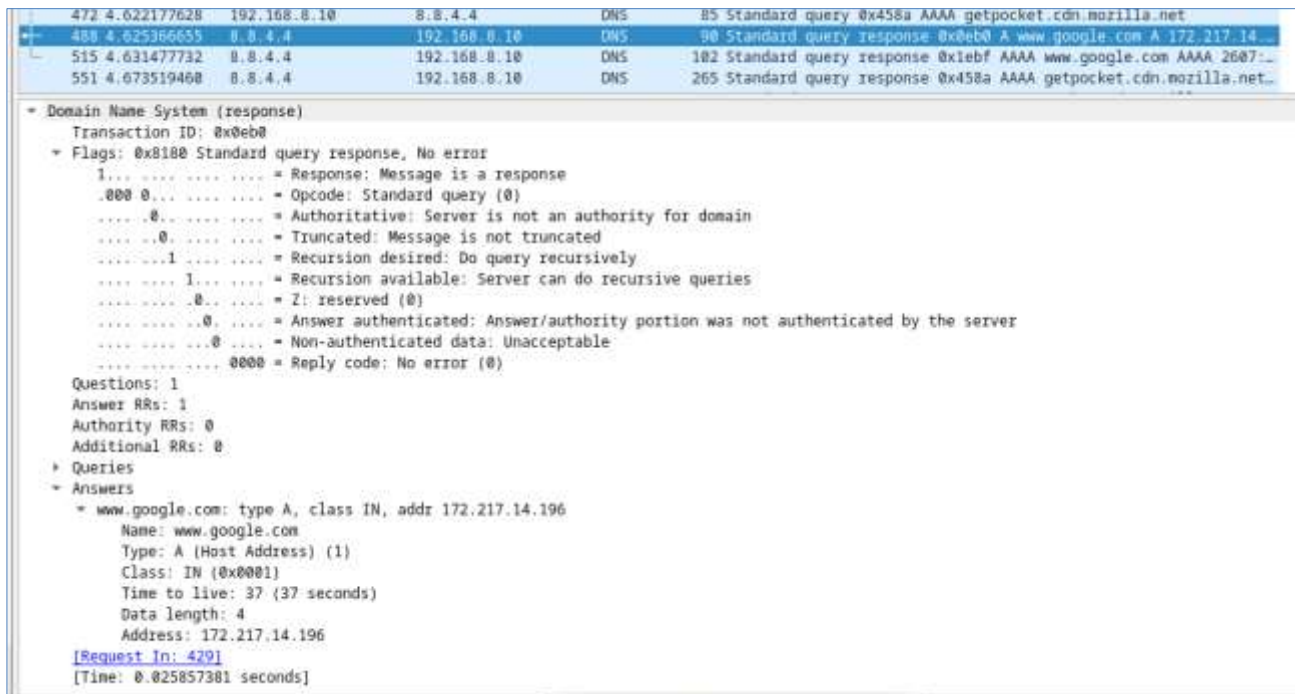 472 4.622177628 192.168.8.10 8.8.4.4 DNS 85 Standard query 0x458a AAAA getpocket.cdn.mozilla.net
488 4.625366655 8.8.4.4 192.168.8.10 DNS 90 Standard query response 0x0eb0 A www.google.com A 172.217.14...
515 4.631477732 8.8.4.4 192.168.8.10 DNS 102 Standard query response 0x1ebf AAAA www.google.com AAAA 2607:...
551 4.673519460 8.8.4.4 192.168.8.10 DNS 265 Standard query response 0x458a AAAA getpocket.cdn.mozilla.net...
Domain Name System (response)
Transaction ID: 0x0eb0
Flags: 0x8180 Standard query response, No error
1... .... .... .... = Response: Message is a response
.000 0... .... .... = Opcode: Standard query (0)
.... .0.. .... .... = Authoritative: Server is not an authority for domain
.... ..0. .... .... = Truncated: Message is not truncated
.... ...1 .... .... = Recursion desired: Do query recursively
.... .... 1... .... = Recursion available: Server can do recursive queries
.... .... .0.. .... = Z: reserved (0)
.... .... ..0. .... = Answer authenticated: Answer/authority portion was not authenticated by the server
.... .... ...0 .... = Non-authenticated data: Unacceptable
.... .... .... 0000 = Reply code: No error (0)
Questions: 1
Answer RRs: 1
Authority RRs: 0
Additional RRs: 0
Queries
Answers
www.google.com: type A, class IN, addr 172.217.14.196
Name: www.google.com
Type: A (Host Address) (1)
Class: IN (0x0001)
Time to live: 37 (37 seconds)
Data length: 4
Address: 172.217.14.196
[Request In: 429]
[Time: 0.025857381 seconds]